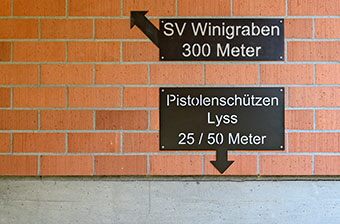 SV Winigraben
300 Meter
Pistolenschützen
Lyss
25 / 50 Meter